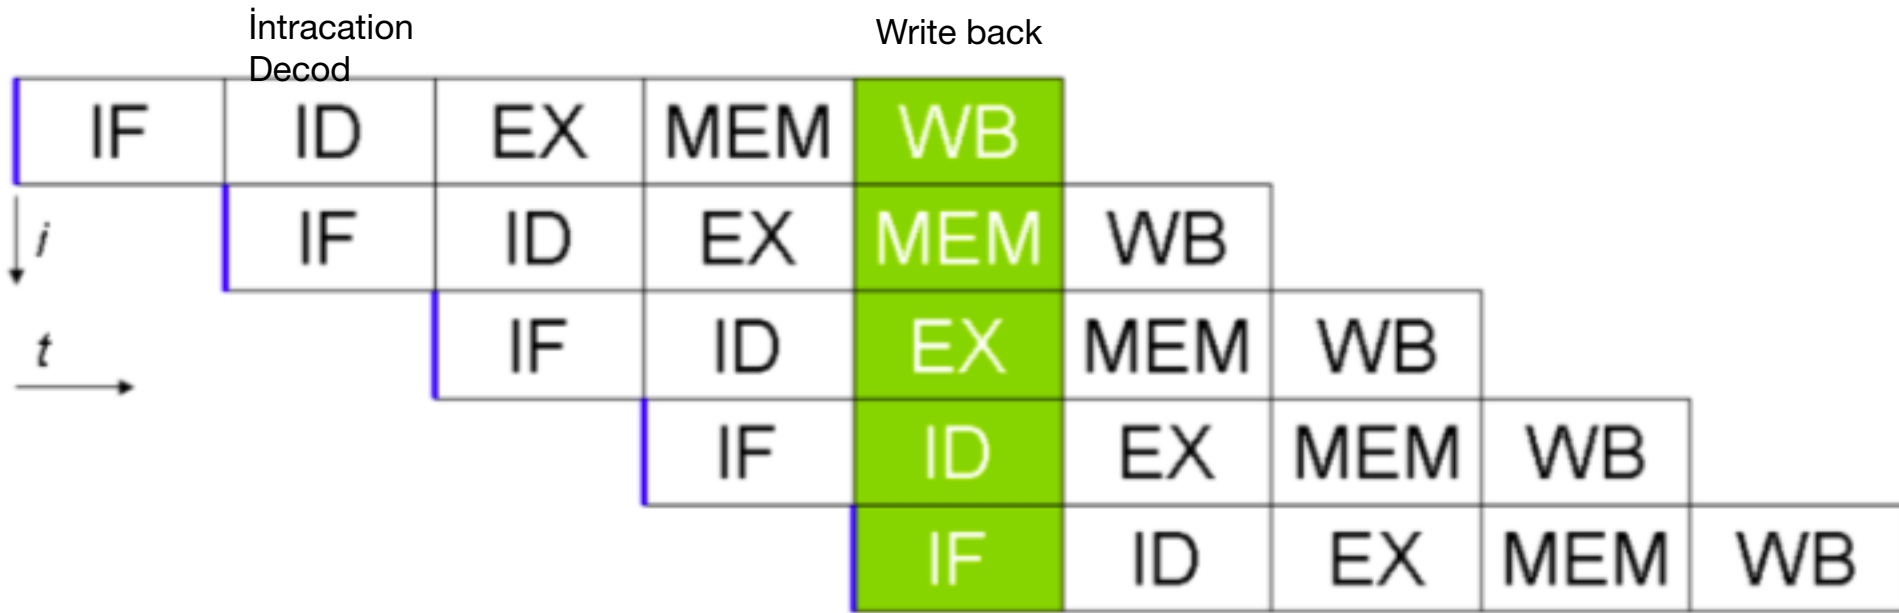 İntracation
Decod
Write back
IF ID EX MEM WB
i
IF ID EX MEM WB
t
IF ID EX MEM WB
IF ID EX MEM WB
IF ID EX MEM WB